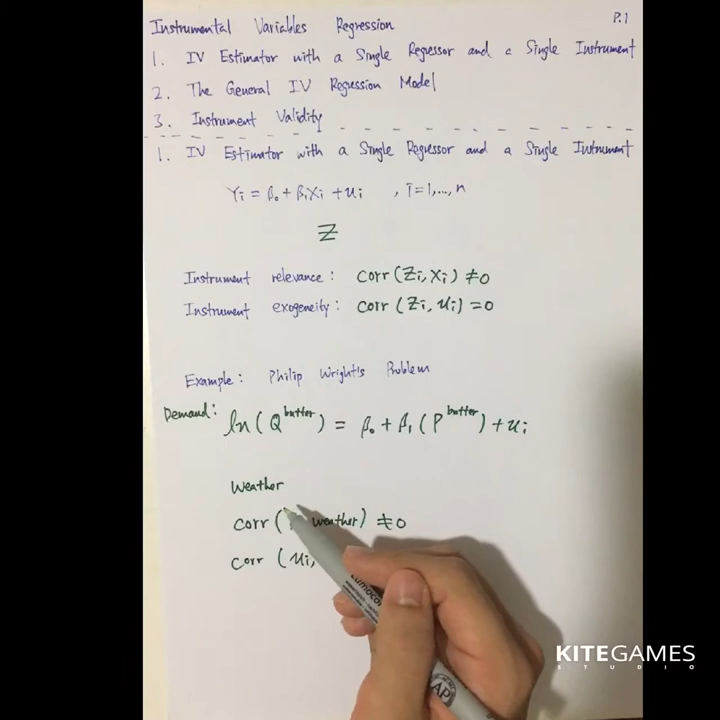 Instrumental Variables Regression
P.1
1. IV Estimator with a Single Regressor and a Single Instrument
2. The General IV Regression Model
3. Instrument Validity
1. IV Estimator with a Single Regressor and a Single Instrument
Yi = β₀ + β₁Xi + ui , i=1,...,n
Z
Instrument relevance: corr(Zi, Xi) ≠0
Instrument exogeneity: corr(Zi, ui) =0
Example: Philip Wright's Problem
Demand: ln(Q^butter) = β₀ + β₁(P^butter) + ui
Weather
corr( weather) ≠0
corr (ui,
Lumocolor
AP
KITEGAMES
STUDIO